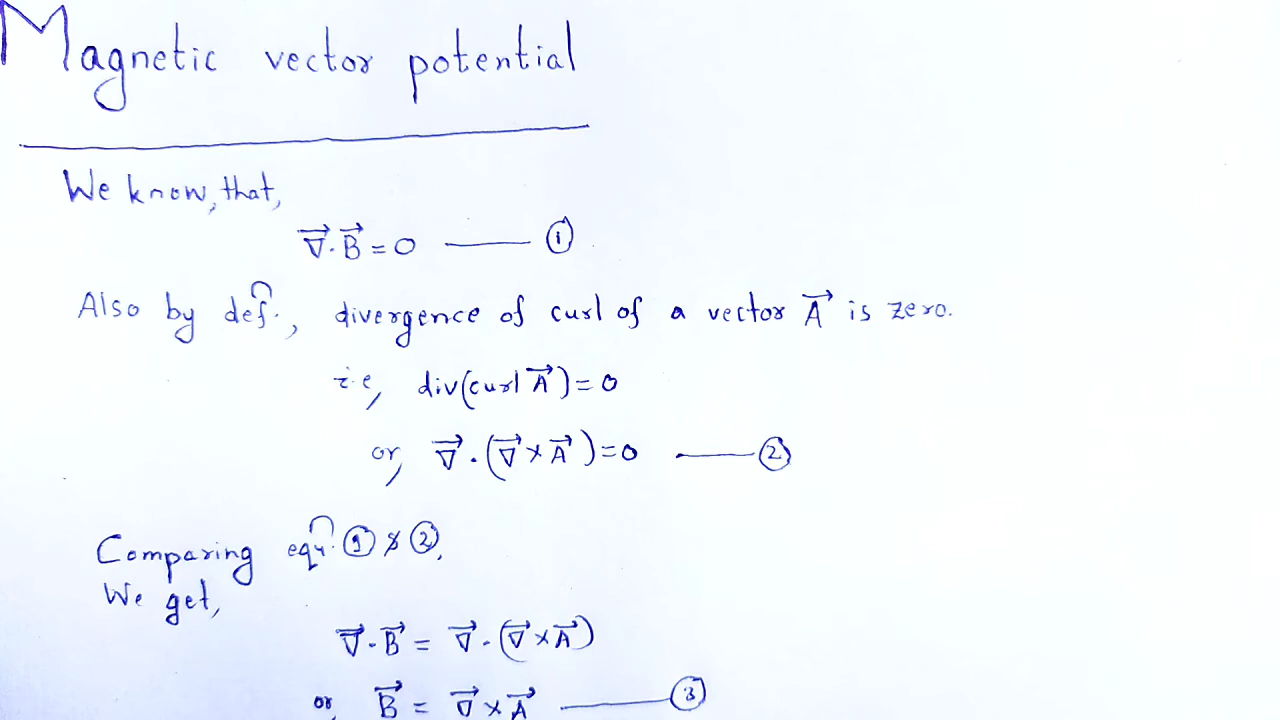 Magnetic vector potential
We know, that,
∇⃗.B⃗ = 0 —— ①
Also by def.ⁿ, divergence of curl of a vector A⃗ is zero.
i.e, div(curl A⃗) = 0
or, ∇⃗.(∇⃗×A⃗) = 0 —— ②
Comparing eqⁿ. ① & ②,
We get,
∇⃗.B⃗ = ∇⃗.(∇⃗×A⃗)
or, B⃗ = ∇⃗×A⃗ —— ③